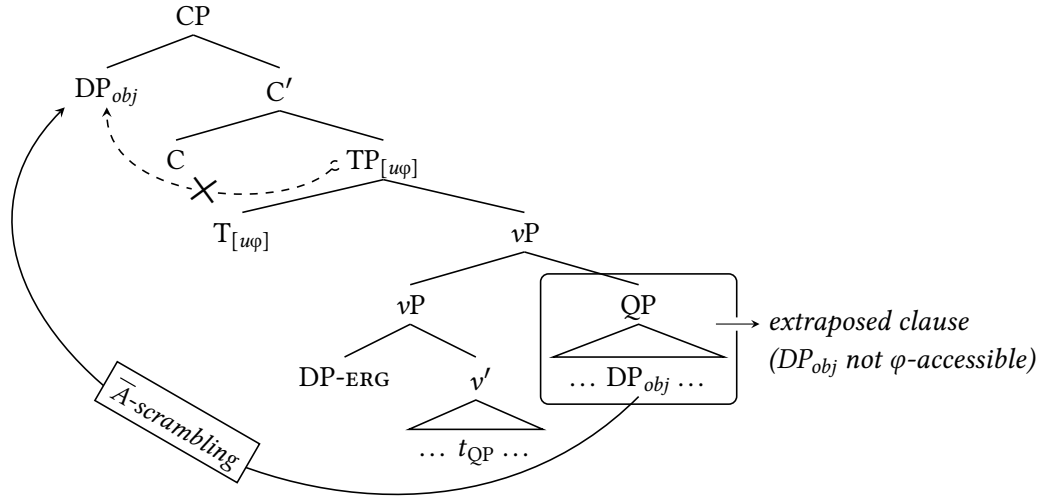 CP
DP_obj C′
C TP_[uφ]
T_[uφ] vP
vP QP
extraposed clause
(DP_obj not φ-accessible)
DP-ERG v′ … DP_obj …
… t_QP …
A̅-scrambling